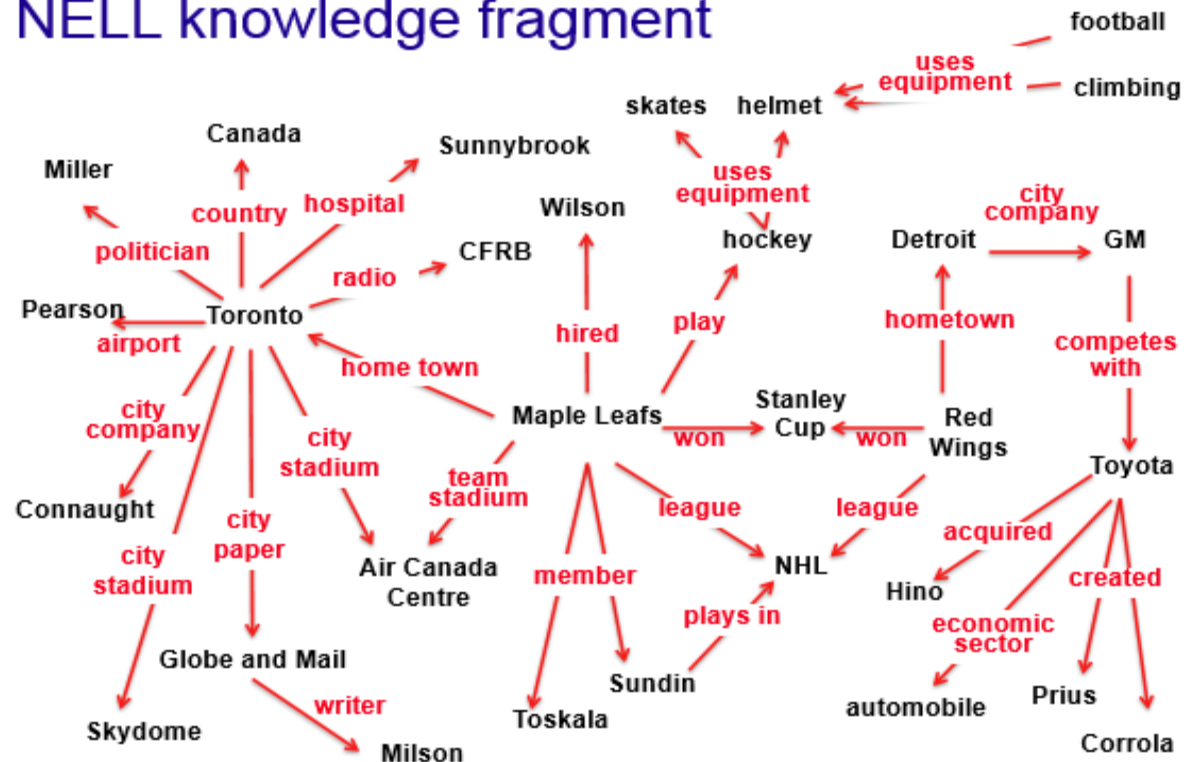 NELL knowledge fragment
football
uses
equipment
climbing
skates
helmet
Canada
Sunnybrook
Miller
uses
equipment
country
hospital
Wilson
city
company
politician
CFRB
hockey
Detroit
GM
radio
Pearson
Toronto
airport
hired
play
hometown
competes
with
home town
city
company
Maple Leafs
won
Stanley
Cup
won
Red
Wings
city
stadium
team
stadium
Toyota
Connaught
city
paper
league
league
acquired
city
stadium
Air Canada
Centre
member
NHL
Hino
created
plays in
economic
sector
Globe and Mail
Sundin
Prius
automobile
writer
Toskala
Skydome
Milson
Corrola